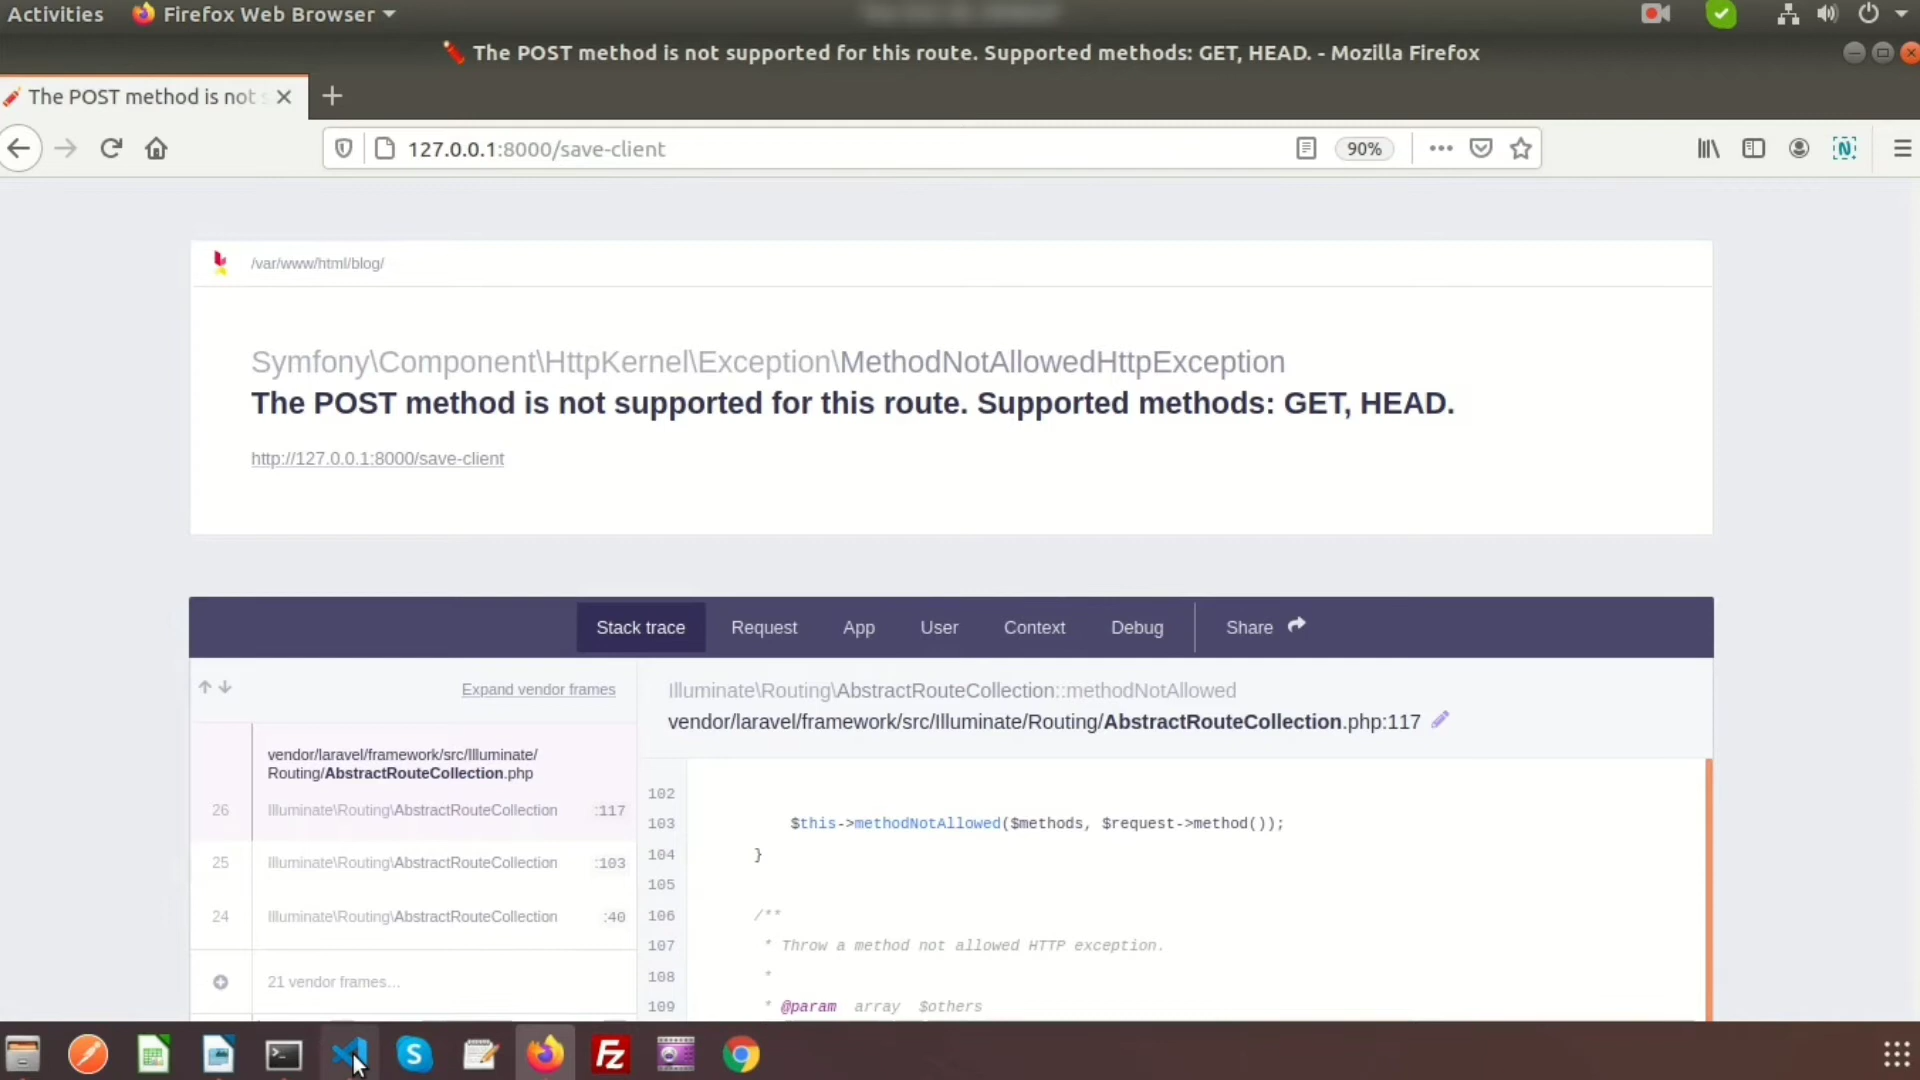 Activities
Firefox Web Browser
The POST method is not supported for this route. Supported methods: GET, HEAD. - Mozilla Firefox
The POST method is not s
127.0.0.1:8000/save-client
90%
/var/www/html/blog/
Symfony\Component\HttpKernel\Exception\MethodNotAllowedHttpException
The POST method is not supported for this route. Supported methods: GET, HEAD.
http://127.0.0.1:8000/save-client
Stack trace
Request
App
User
Context
Debug
Share
Expand vendor frames
vendor/laravel/framework/src/Illuminate/
Routing/AbstractRouteCollection.php
26 Illuminate\Routing\AbstractRouteCollection :117
25 Illuminate\Routing\AbstractRouteCollection :103
24 Illuminate\Routing\AbstractRouteCollection :40
21 vendor frames…
Illuminate\Routing\AbstractRouteCollection::methodNotAllowed
vendor/laravel/framework/src/Illuminate/Routing/AbstractRouteCollection.php:117
102
103 $this->methodNotAllowed($methods, $request->method());
104 }
105
106 /**
107 * Throw a method not allowed HTTP exception.
108 *
109 * @param array $others